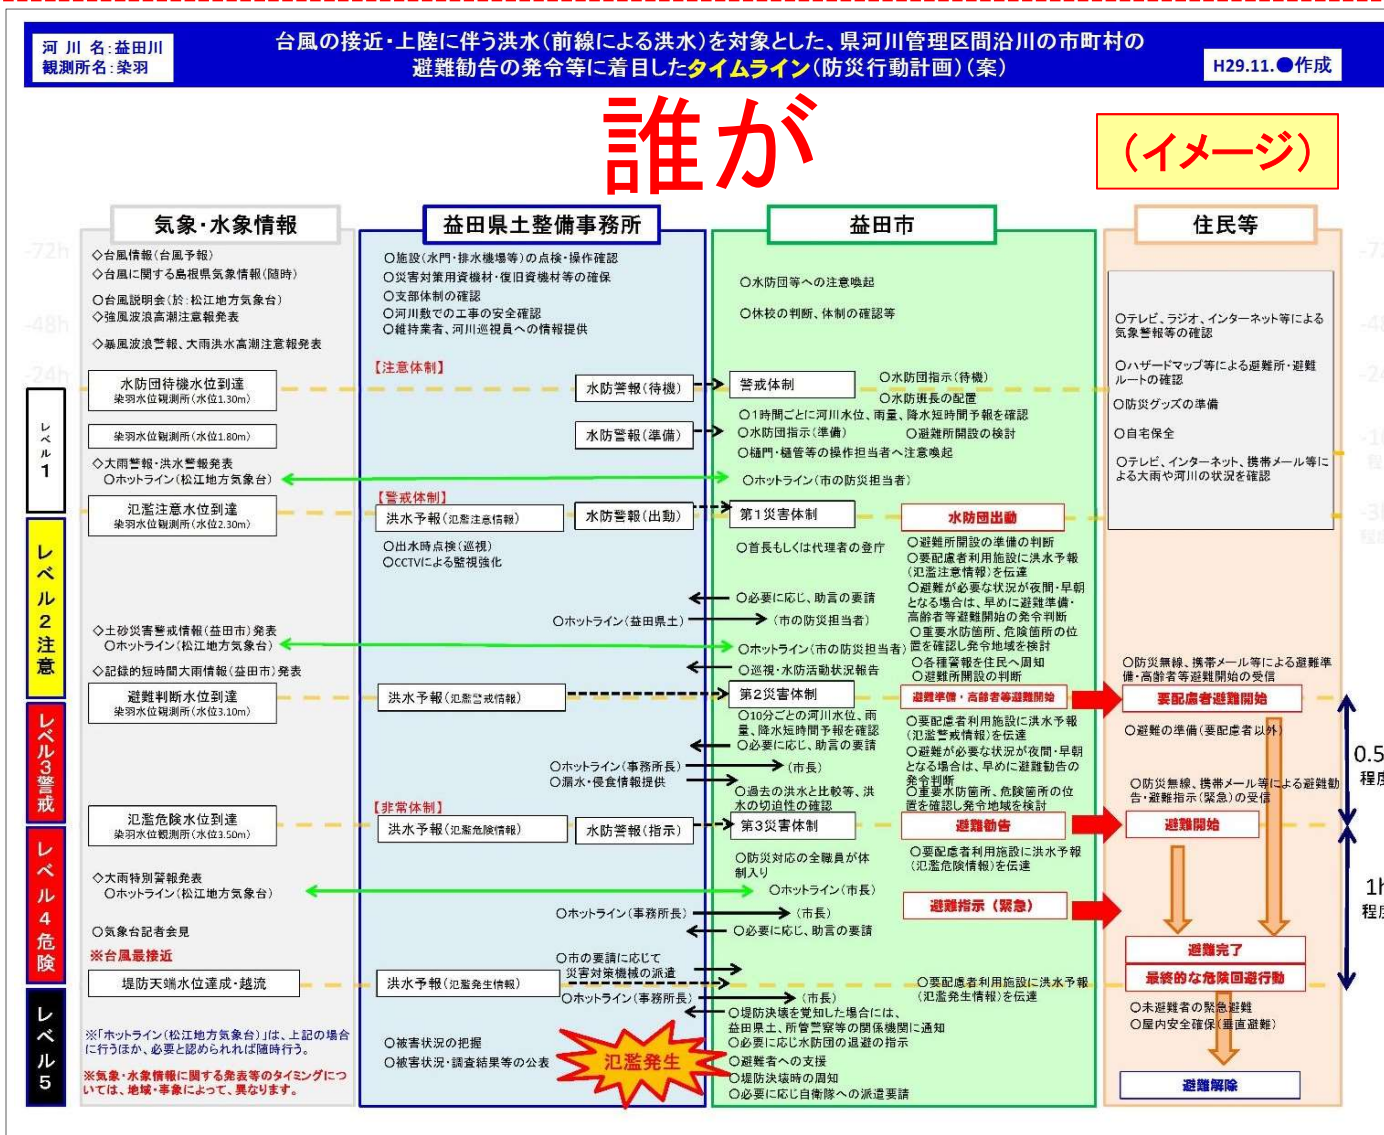 河川名:益田川
観測所名:染羽
台風の接近・上陸に伴う洪水(前線による洪水)を対象とした、県河川管理区間沿川の市町村の
避難勧告の発令等に着目したタイムライン(防災行動計画)(案)
H29.11.●作成
誰が
(イメージ)
気象・水象情報
-72h
◇台風情報(台風予報)
◇台風に関する島根県気象情報(随時)
○台風説明会(於:松江地方気象台)
◇強風波浪高潮注意報発表
-48h
◇暴風波浪警報、大雨洪水高潮注意報発表
-24h
水防団待機水位到達
染羽水位観測所(水位1.30m)
染羽水位観測所(水位1.80m)
◇大雨警報・洪水警報発表
○ホットライン(松江地方気象台)
氾濫注意水位到達
染羽水位観測所(水位2.30m)
◇土砂災害警戒情報(益田市)発表
○ホットライン(松江地方気象台)
◇記録的短時間大雨情報(益田市)発表
避難判断水位到達
染羽水位観測所(水位3.10m)
氾濫危険水位到達
染羽水位観測所(水位3.50m)
◇大雨特別警報発表
○ホットライン(松江地方気象台)
○気象台記者会見
※台風最接近
堤防天端水位達成・越流
※「ホットライン(松江地方気象台)」は、上記の場合
に行うほか、必要と認められれば随時行う。
※気象・水象情報に関する発表等のタイミングにつ
いては、地域・事象によって、異なります。
レベル1
レベル2注意
レベル3警戒
レベル4危険
レベル5
益田県土整備事務所
○施設(水門・排水機場等)の点検・操作確認
○災害対策用資機材・復旧資機材等の確保
○支部体制の確認
○河川敷での工事の安全確認
○維持業者、河川巡視員への情報提供
【注意体制】
水防警報(待機)
水防警報(準備)
【警戒体制】
洪水予報(氾濫注意情報)
水防警報(出動)
○出水時点検(巡視)
○CCTVによる監視強化
○ホットライン(益田県土)
洪水予報(氾濫警戒情報)
○ホットライン(事務所長)
○漏水・侵食情報提供
【非常体制】
洪水予報(氾濫危険情報)
水防警報(指示)
○ホットライン(事務所長)
○市の要請に応じて
災害対策機械の派遣
洪水予報(氾濫発生情報)
○ホットライン(事務所長)
○被害状況の把握
○被害状況・調査結果等の公表
氾濫発生
益田市
○水防団等への注意喚起
○休校の判断、体制の確認等
警戒体制
○水防団指示(待機)
○水防班長の配置
○1時間ごとに河川水位、雨量、降水短時間予報を確認
○水防団指示(準備)
○避難所開設の検討
○樋門・樋管等の操作担当者へ注意喚起
○ホットライン(市の防災担当者)
第1災害体制
水防団出動
○首長もしくは代理者の登庁
○避難所開設の準備の判断
○要配慮者利用施設に洪水予報
(氾濫注意情報)を伝達
○避難が必要な状況が夜間・早朝
となる場合は、早めに避難準備・
高齢者等避難開始の発令判断
○重要水防箇所、危険箇所の位
置を確認し発令地域を検討
○各種警報を住民へ周知
○避難所開設の判断
○必要に応じ、助言の要請
(市の防災担当者)
○ホットライン(市の防災担当者)
○巡視・水防活動状況報告
第2災害体制
避難準備・高齢者等避難開始
○10分ごとの河川水位、雨
量、降水短時間予報を確認
○必要に応じ、助言の要請
(市長)
○過去の洪水と比較等、洪
水の切迫性の確認
○要配慮者利用施設に洪水予報
(氾濫警戒情報)を伝達
○避難が必要な状況が夜間・早朝
となる場合は、早めに避難勧告の
発令判断
○重要水防箇所、危険箇所の位
置を確認し発令地域を検討
第3災害体制
避難勧告
○防災対応の全職員が体
制入り
○要配慮者利用施設に洪水予報
(氾濫危険情報)を伝達
○ホットライン(市長)
避難指示(緊急)
(市長)
○必要に応じ、助言の要請
○要配慮者利用施設に洪水予報
(氾濫発生情報)を伝達
(市長)
○堤防決壊を覚知した場合には、
益田県土、所管警察等の関係機関に通知
○必要に応じ水防団の退避の指示
○避難者への支援
○堤防決壊時の周知
○必要に応じ自衛隊への派遣要請
住民等
○テレビ、ラジオ、インターネット等による
気象警報等の確認
○ハザードマップ等による避難所・避難
ルートの確認
○防災グッズの準備
○自宅保全
○テレビ、インターネット、携帯メール等に
よる大雨や河川の状況を確認
○防災無線、携帯メール等による避難準
備・高齢者等避難開始の受信
要配慮者避難開始
○避難の準備(要配慮者以外)
○防災無線、携帯メール等による避難勧
告・避難指示(緊急)の受信
避難開始
避難完了
最終的な危険回避行動
○未避難者の緊急避難
○屋内安全確保(垂直避難)
避難解除
0.5
程度
1h
程度